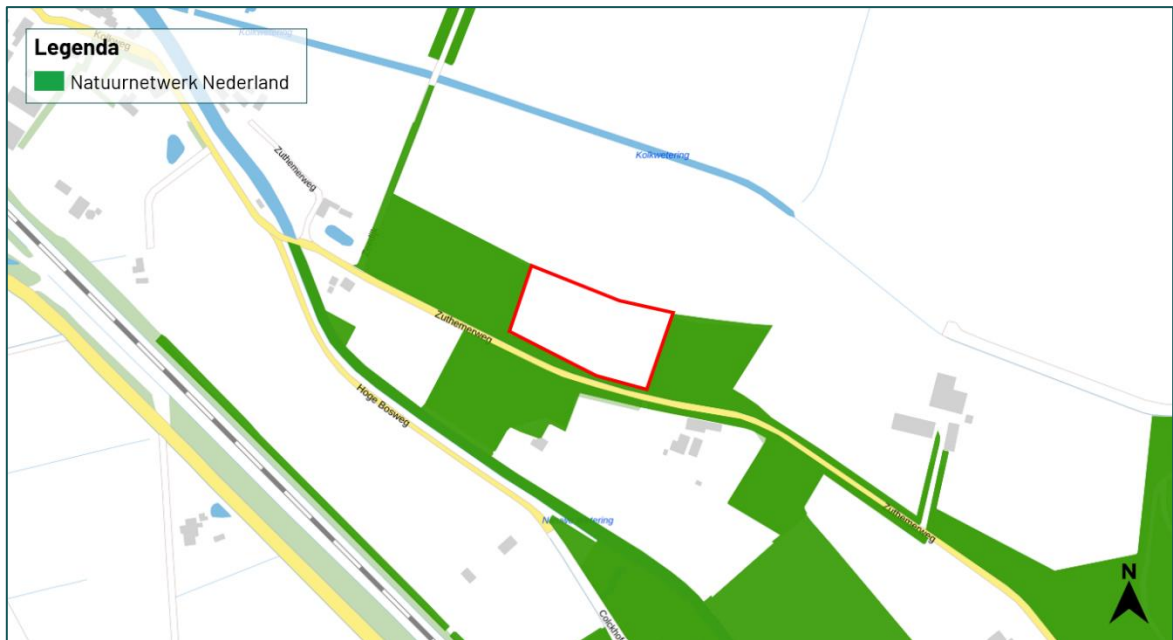 Legenda
Natuurnetwerk Nederland
Kolkwetering
Zuthemerweg
Kolkwetering
Zuthemerweg
Hoge Bosweg
Zuthemerweg
N